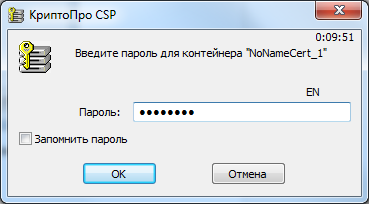 КриптоПро CSP
0:09:51
Введите пароль для контейнера "NoNameCert_1"
EN
Пароль: ●●●●●●●●
Запомнить пароль
OK Отмена